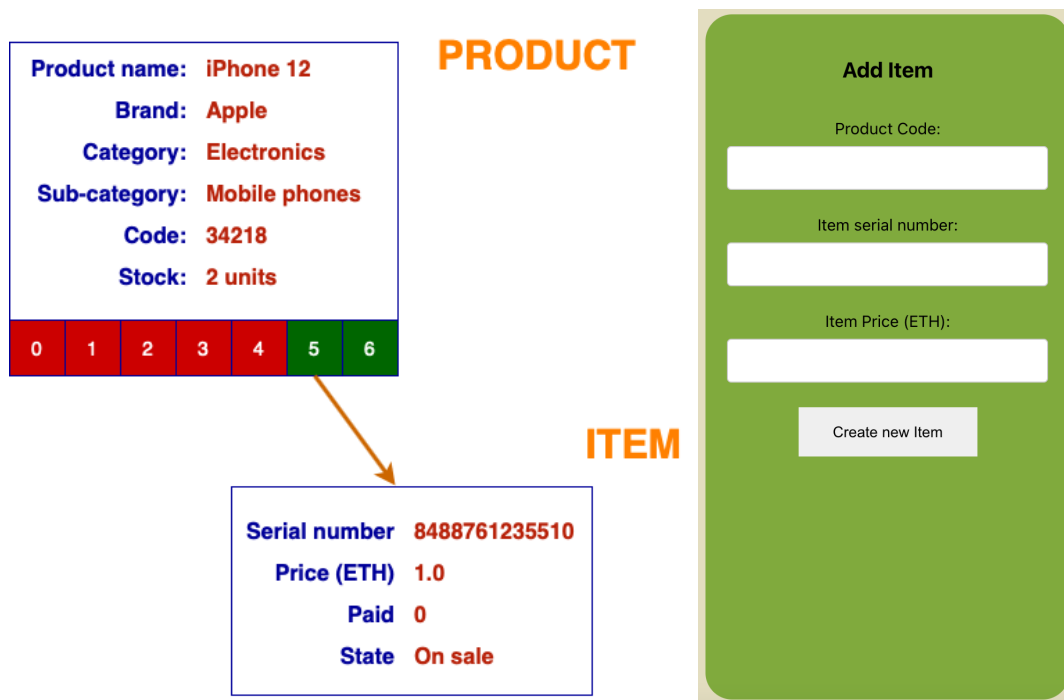 PRODUCT
Product name: iPhone 12
Brand: Apple
Category: Electronics
Sub-category: Mobile phones
Code: 34218
Stock: 2 units
0 1 2 3 4 5 6
ITEM
Serial number 8488761235510
Price (ETH) 1.0
Paid 0
State On sale
Add Item
Product Code:
Item serial number:
Item Price (ETH):
Create new Item